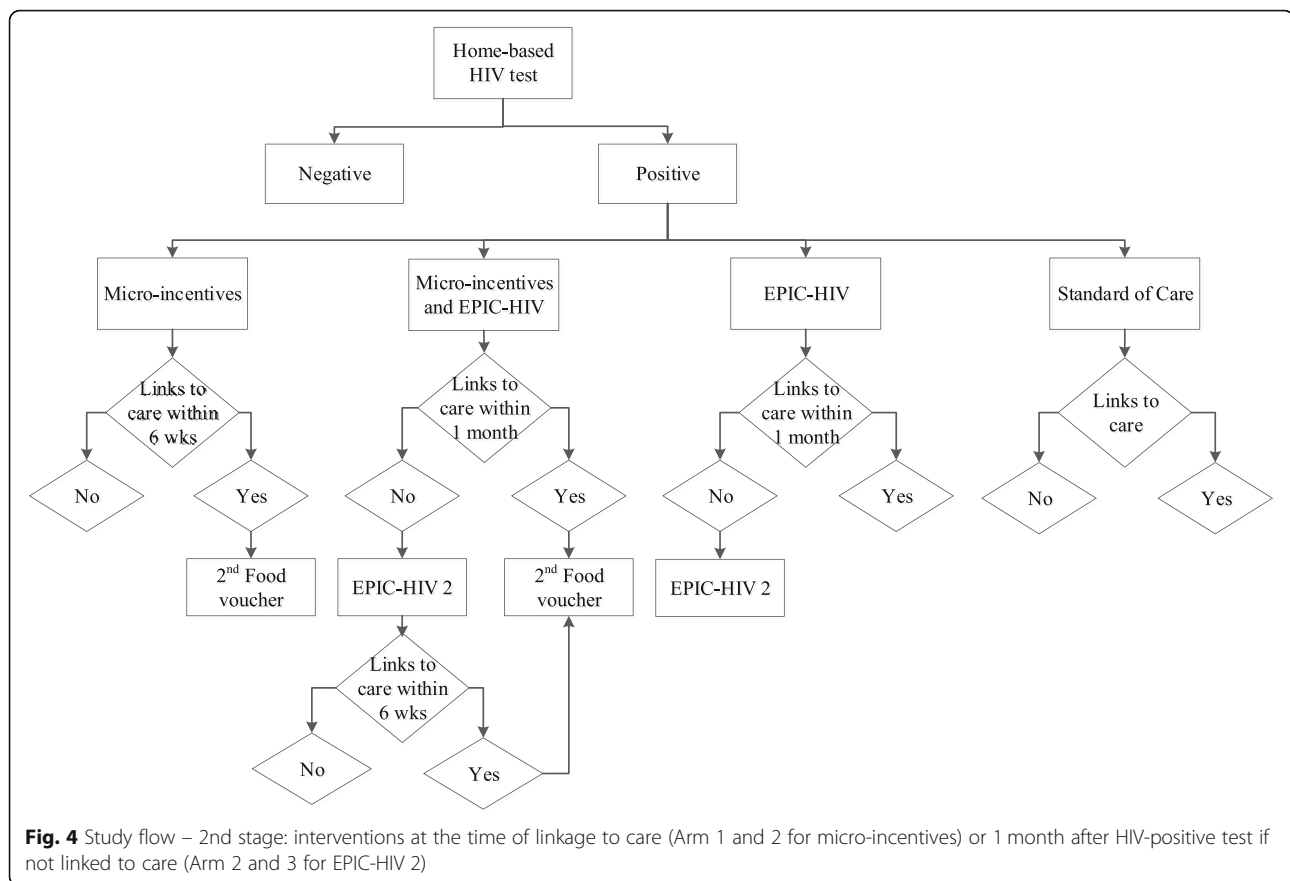 Home-based
HIV test
Negative
Positive
Micro-incentives
Micro-incentives
and EPIC-HIV
EPIC-HIV
Standard of Care
Links to
care within
6 wks
Links to
care within
1 month
Links to
care within
1 month
Links to
care
No
Yes
No
Yes
No
Yes
No
Yes
2nd Food
voucher
EPIC-HIV 2
2nd Food
voucher
EPIC-HIV 2
Links to
care within
6 wks
No
Yes
Fig. 4 Study flow – 2nd stage: interventions at the time of linkage to care (Arm 1 and 2 for micro-incentives) or 1 month after HIV-positive test if
not linked to care (Arm 2 and 3 for EPIC-HIV 2)